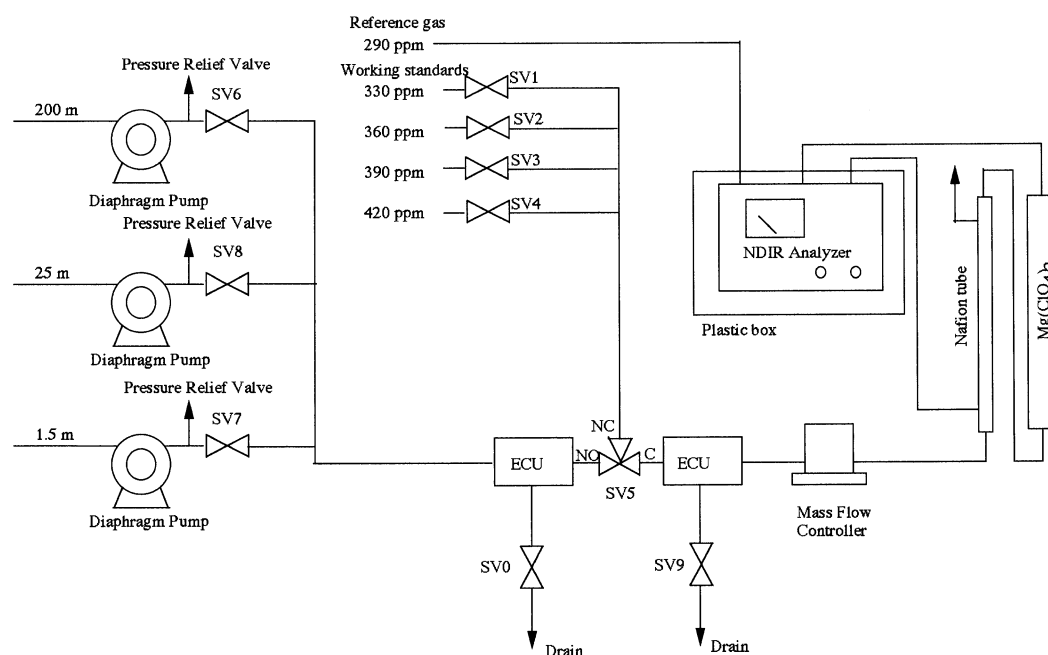 Reference gas
290 ppm
Working standards
330 ppm
SV1
360 ppm
SV2
390 ppm
SV3
420 ppm
SV4
Pressure Relief Valve
SV6
200 m
Diaphragm Pump
Pressure Relief Valve
SV8
25 m
Diaphragm Pump
Pressure Relief Valve
SV7
1.5 m
Diaphragm Pump
NDIR Analyzer
Plastic box
Nafion tube
Mg(ClO4)
NC
ECU
NO
SV5
C
ECU
Mass Flow
Controller
SV0
Drain
SV9
Drain